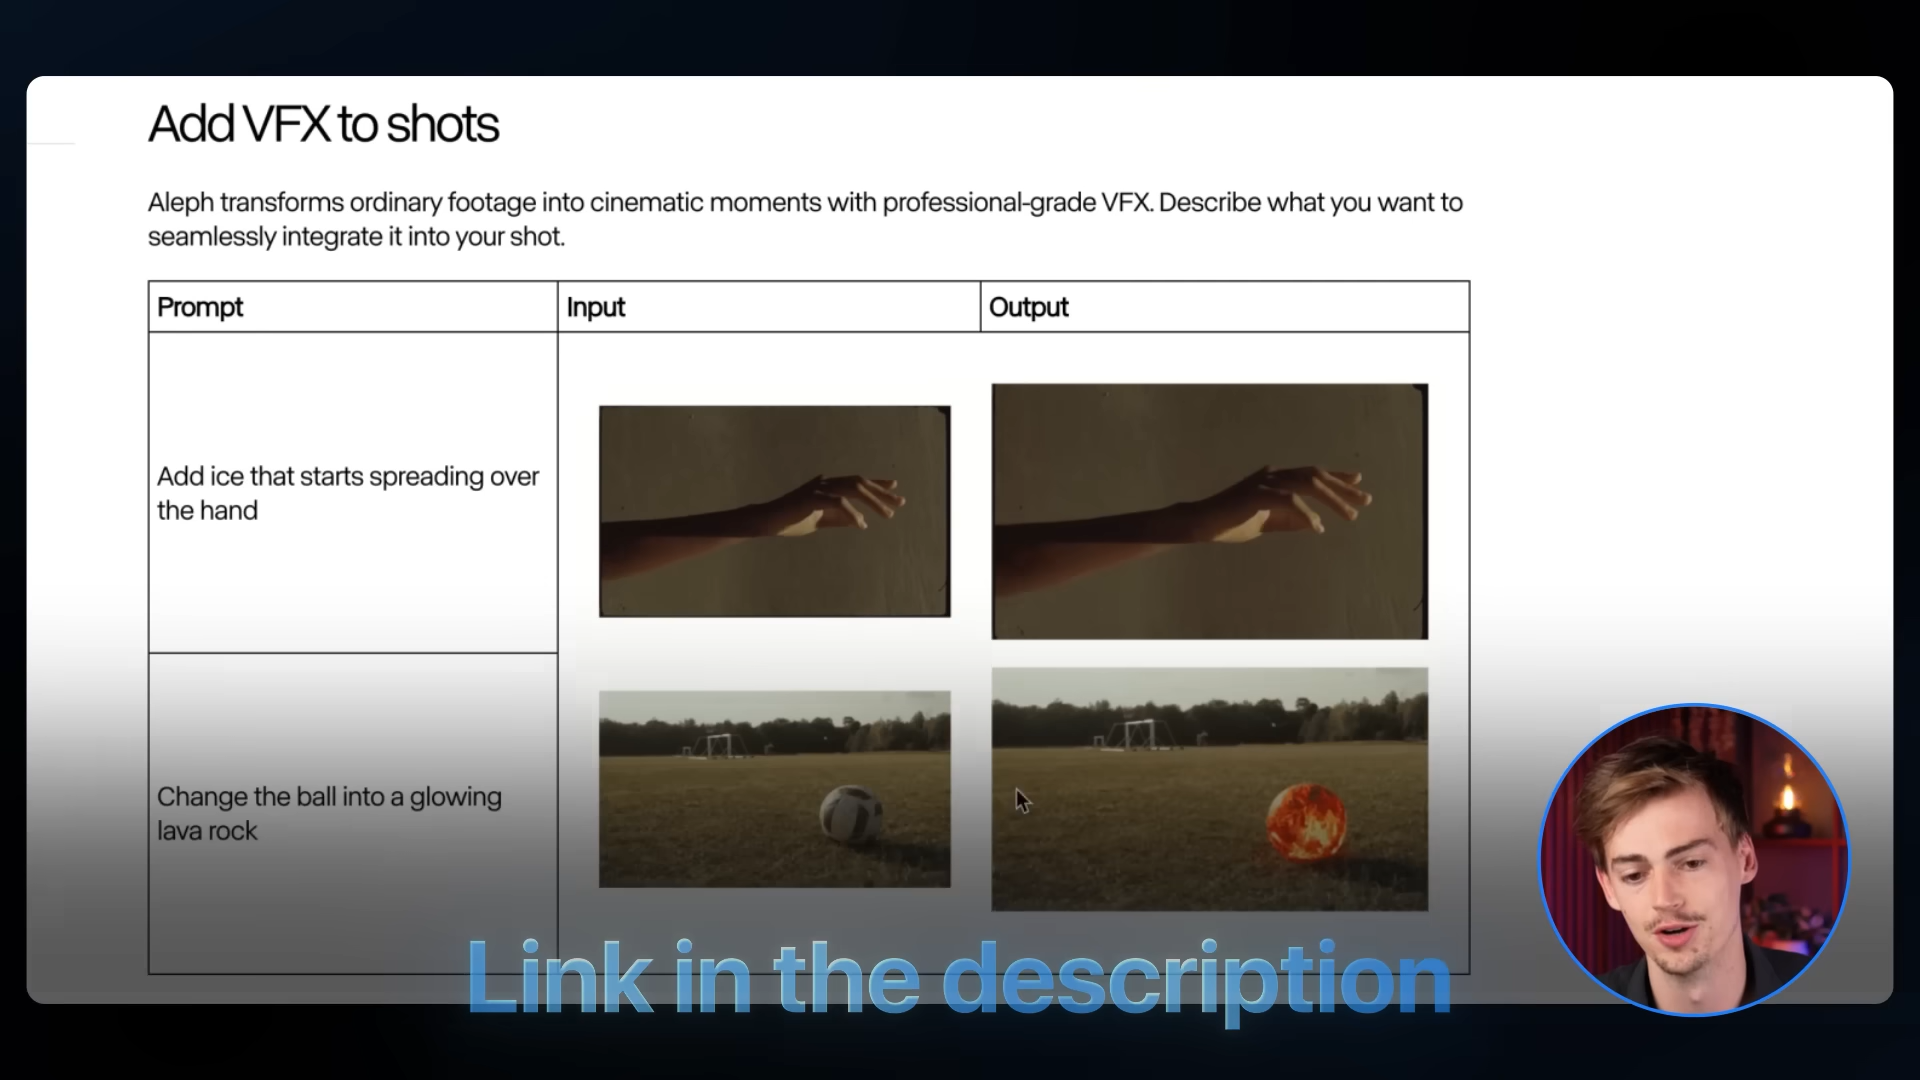 Add VFX to shots
Aleph transforms ordinary footage into cinematic moments with professional-grade VFX. Describe what you want to
seamlessly integrate it into your shot.
Prompt
Input
Output
Add ice that starts spreading over
the hand
Change the ball into a glowing
lava rock
Link in the description